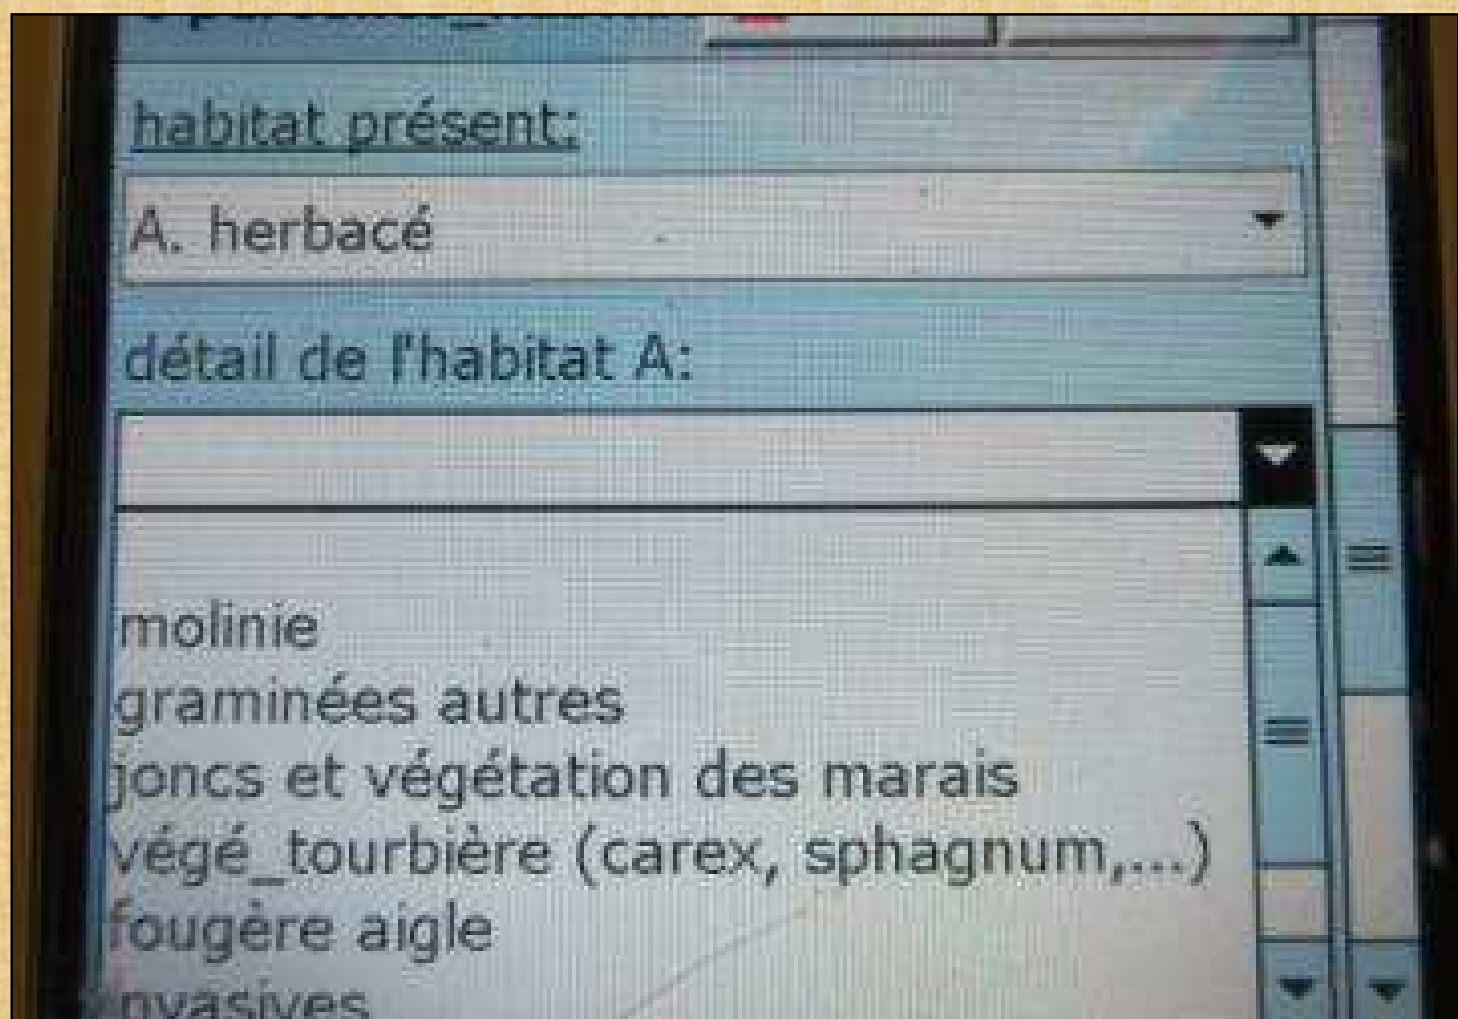 habitat présent:
A. herbacé
détail de l'habitat A:
molinie
graminées autres
joncs et végétation des marais
végé_tourbière (carex, sphagnum,...)
fougère aigle
invasives